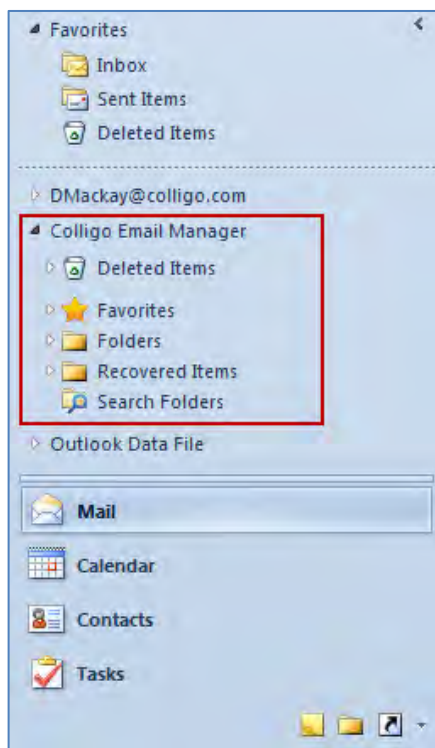 Favorites
Inbox
Sent Items
Deleted Items
DMackay@colligo.com
Colligo Email Manager
Deleted Items
Favorites
Folders
Recovered Items
Search Folders
Outlook Data File
Mail
Calendar
Contacts
Tasks